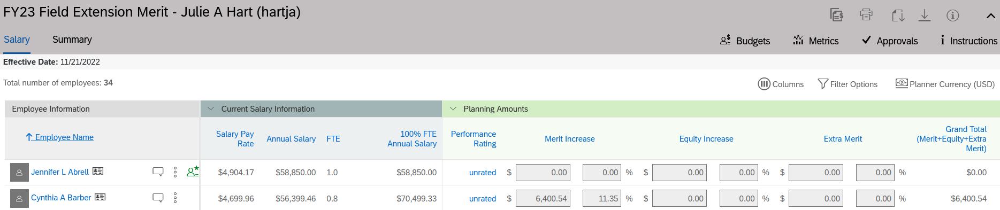 FY23 Field Extension Merit - Julie A Hart (hartja)
Salary Summary Budgets Metrics Approvals Instructions
Effective Date: 11/21/2022
Total number of employees: 34
Columns Filter Options Planner Currency (USD)
Employee Information Current Salary Information Planning Amounts
Employee Name Salary Pay Rate Annual Salary FTE 100% FTE Annual Salary Performance Rating Merit Increase Equity Increase Extra Merit Grand Total (Merit+Equity+Extra Merit)
Jennifer L Abrell $4,904.17 $58,850.00 1.0 $58,850.00 unrated $ 0.00 0.00 % $ 0.00 0.00 % $ 0.00 0.00 % $0.00
Cynthia A Barber $4,699.96 $56,399.46 0.8 $70,499.33 unrated $ 6,400.54 11.35 % $ 0.00 0.00 % $ 0.00 0.00 % $6,400.54